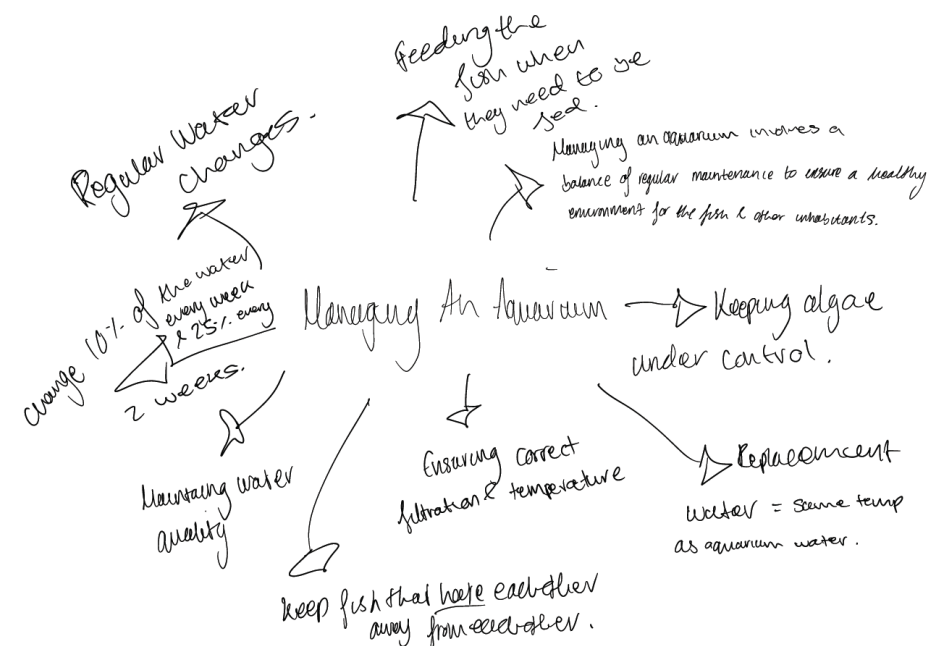 Feeding the
fish when
they need to be
fed.
Regular Water
changes.
Managing an aquarium involves a
balance of regular maintenance to ensure a healthy
environment for the fish & other inhabitants.
change 10% of the water
every week
& 25% every
2 weeks.
Managing An Aquarium
Keeping algae
under control.
Maintaing water
quality
Ensuring correct
filtration & temperature
Replacement
water = same temp
as aquarium water.
Keep fish that hate eachother
away from eachother.